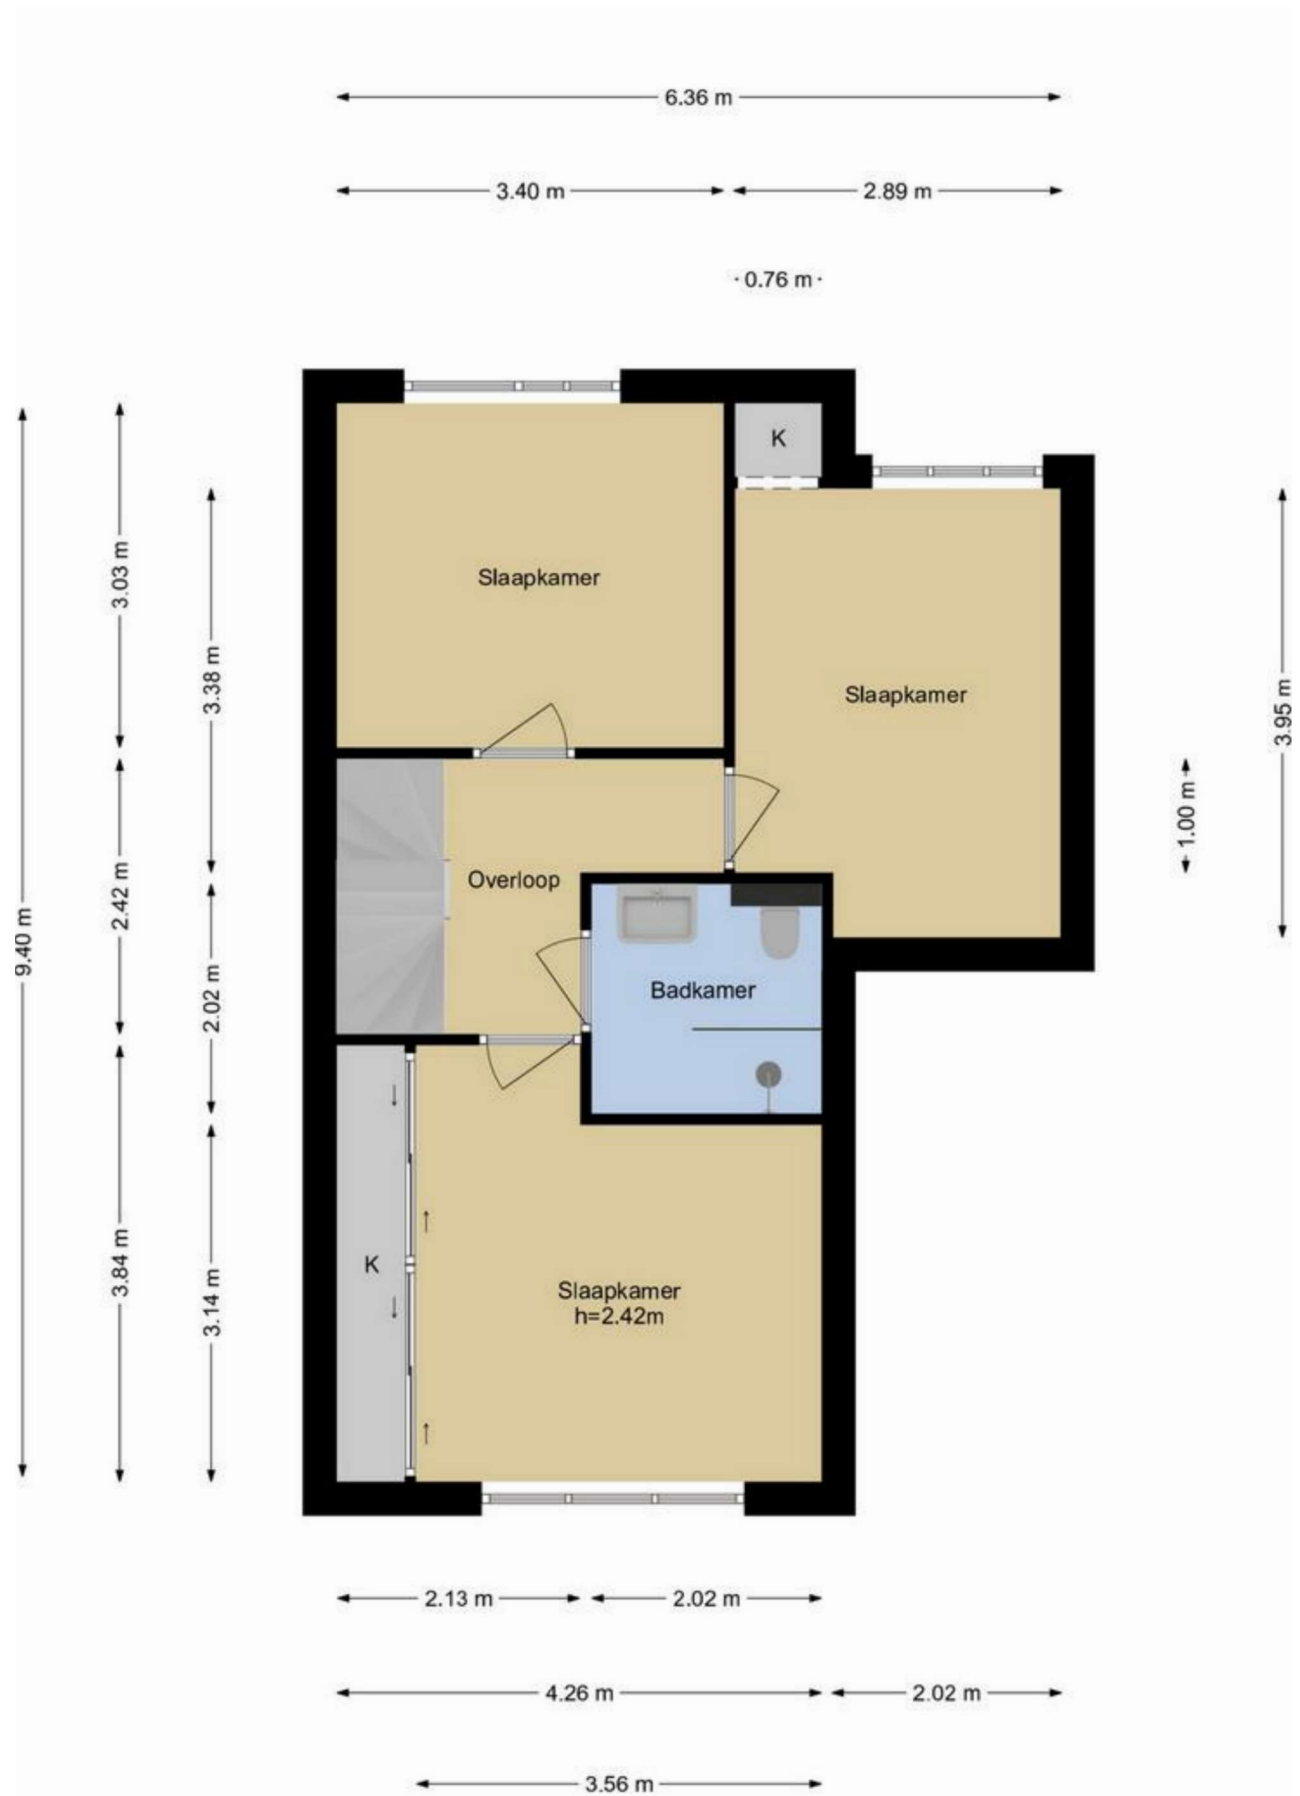 6.36 m
3.40 m
2.89 m
0.76 m
K
Slaapkamer
3.03 m
3.38 m
Slaapkamer
3.95 m
1.00 m
Overloop
2.42 m
9.40 m
2.02 m
Badkamer
K
3.84 m
3.14 m
Slaapkamer
h=2.42m
2.13 m
2.02 m
4.26 m
2.02 m
3.56 m